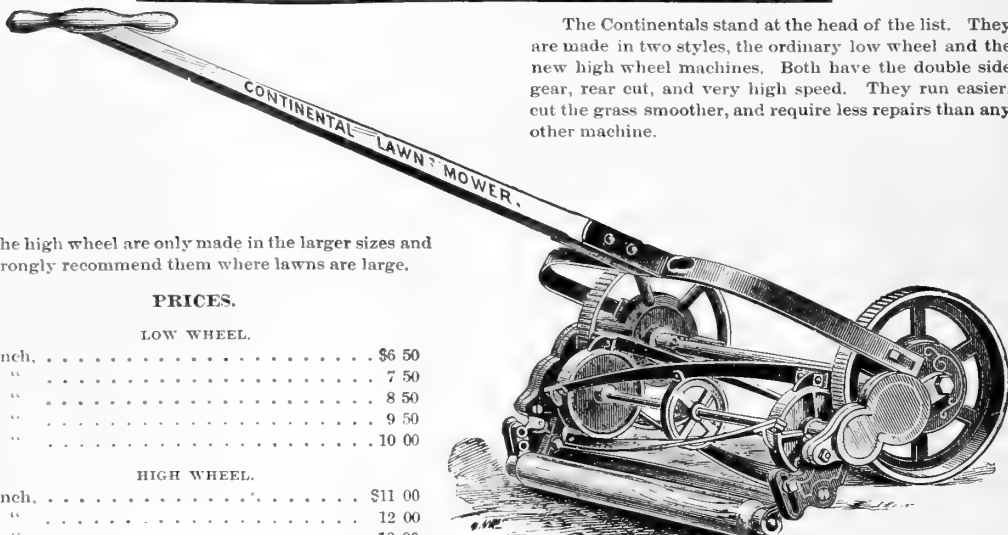 The Continentals stand at the head of the list. They
are made in two styles, the ordinary low wheel and the
new high wheel machines. Both have the double side
gear, rear cut, and very high speed. They run easier,
cut the grass smoother, and require less repairs than any
other machine.
CONTINENTAL LAWN MOWER.
he high wheel are only made in the larger sizes and
rongly recommend them where lawns are large.
PRICES.
LOW WHEEL.
nch, . . . . . . . . . . . . . . . . . . . . . . $6 50
“ . . . . . . . . . . . . . . . . . . . . . . 7 50
“ . . . . . . . . . . . . . . . . . . . . . . 8 50
“ . . . . . . . . . . . . . . . . . . . . . . 9 50
“ . . . . . . . . . . . . . . . . . . . . . . 10 00
HIGH WHEEL.
nch, . . . . . . . . . . . . . . . . . . . . . . $11 00
“ . . . . . . . . . . . . . . . . . . . . . . 12 00